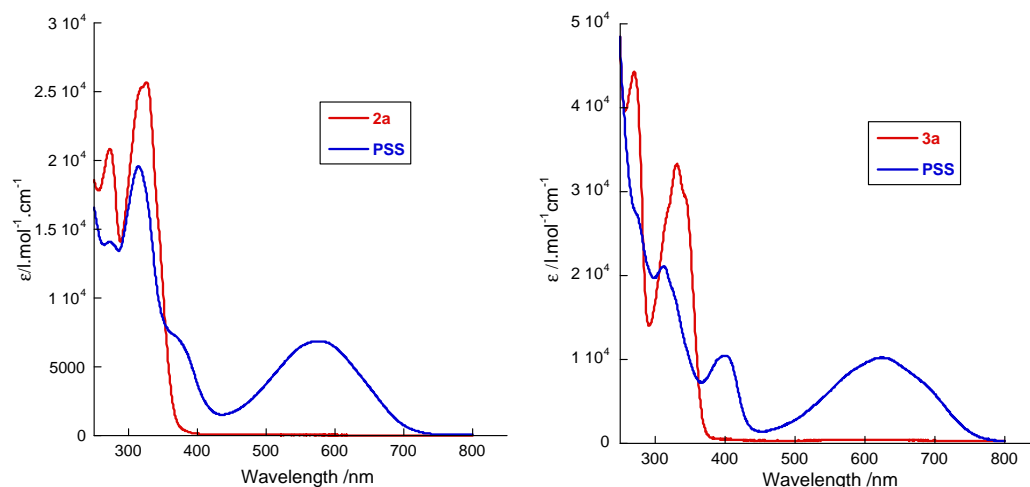 3 10⁴
2.5 10⁴
2 10⁴
1.5 10⁴
1 10⁴
5000
0
ε/l.mol⁻¹.cm⁻¹
2a
PSS
300 400 500 600 700 800
Wavelength /nm
5 10⁴
4 10⁴
3 10⁴
2 10⁴
1 10⁴
0
ε /l.mol⁻¹cm⁻¹
3a
PSS
300 400 500 600 700 800
Wavelength /nm